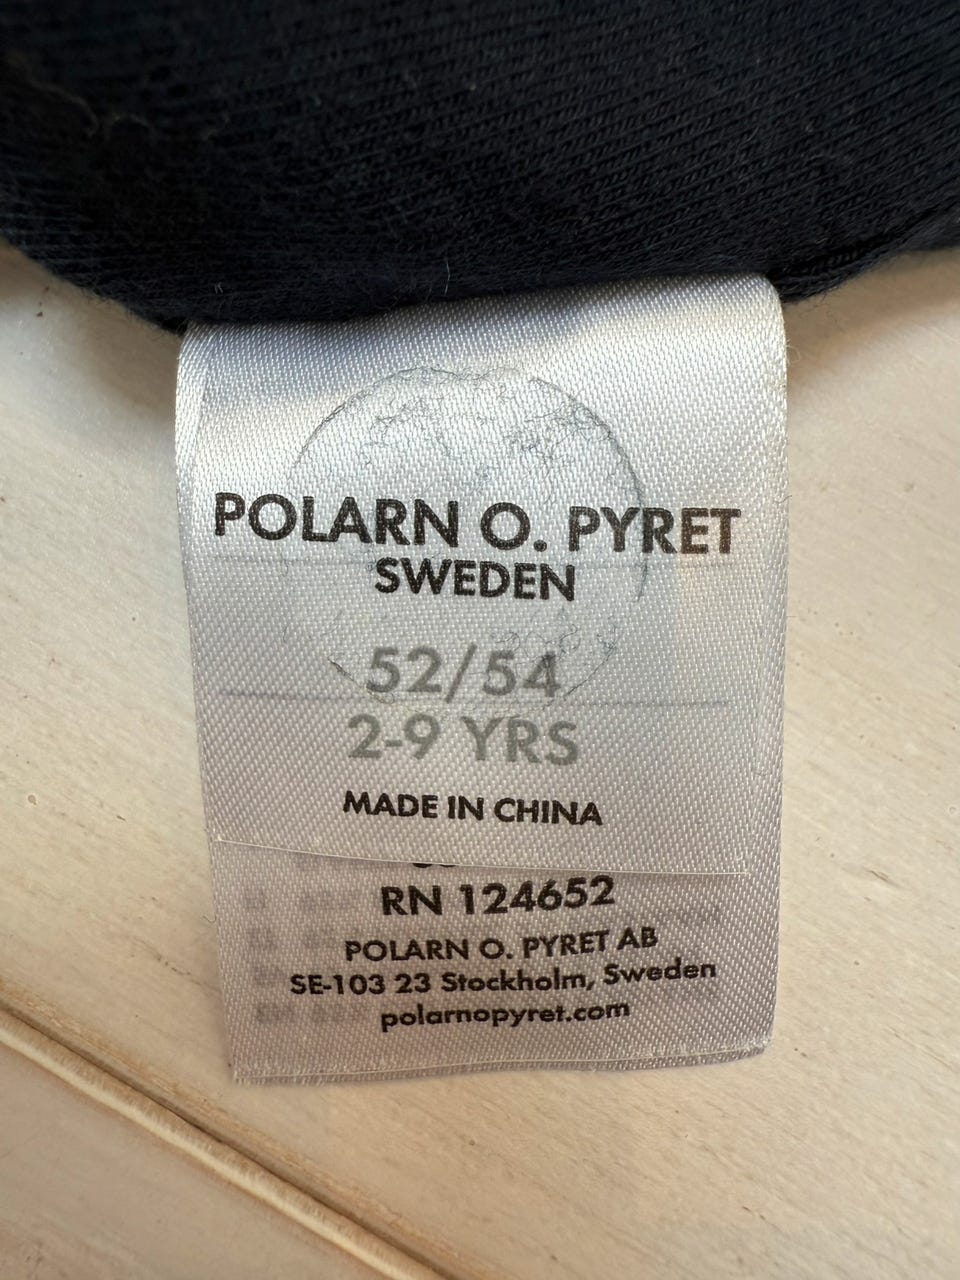 POLARN O. PYRET
SWEDEN
52/54
2-9 YRS
MADE IN CHINA
RN 124652
POLARN O. PYRET AB
SE-103 23 Stockholm, Sweden
polarnopyret.com